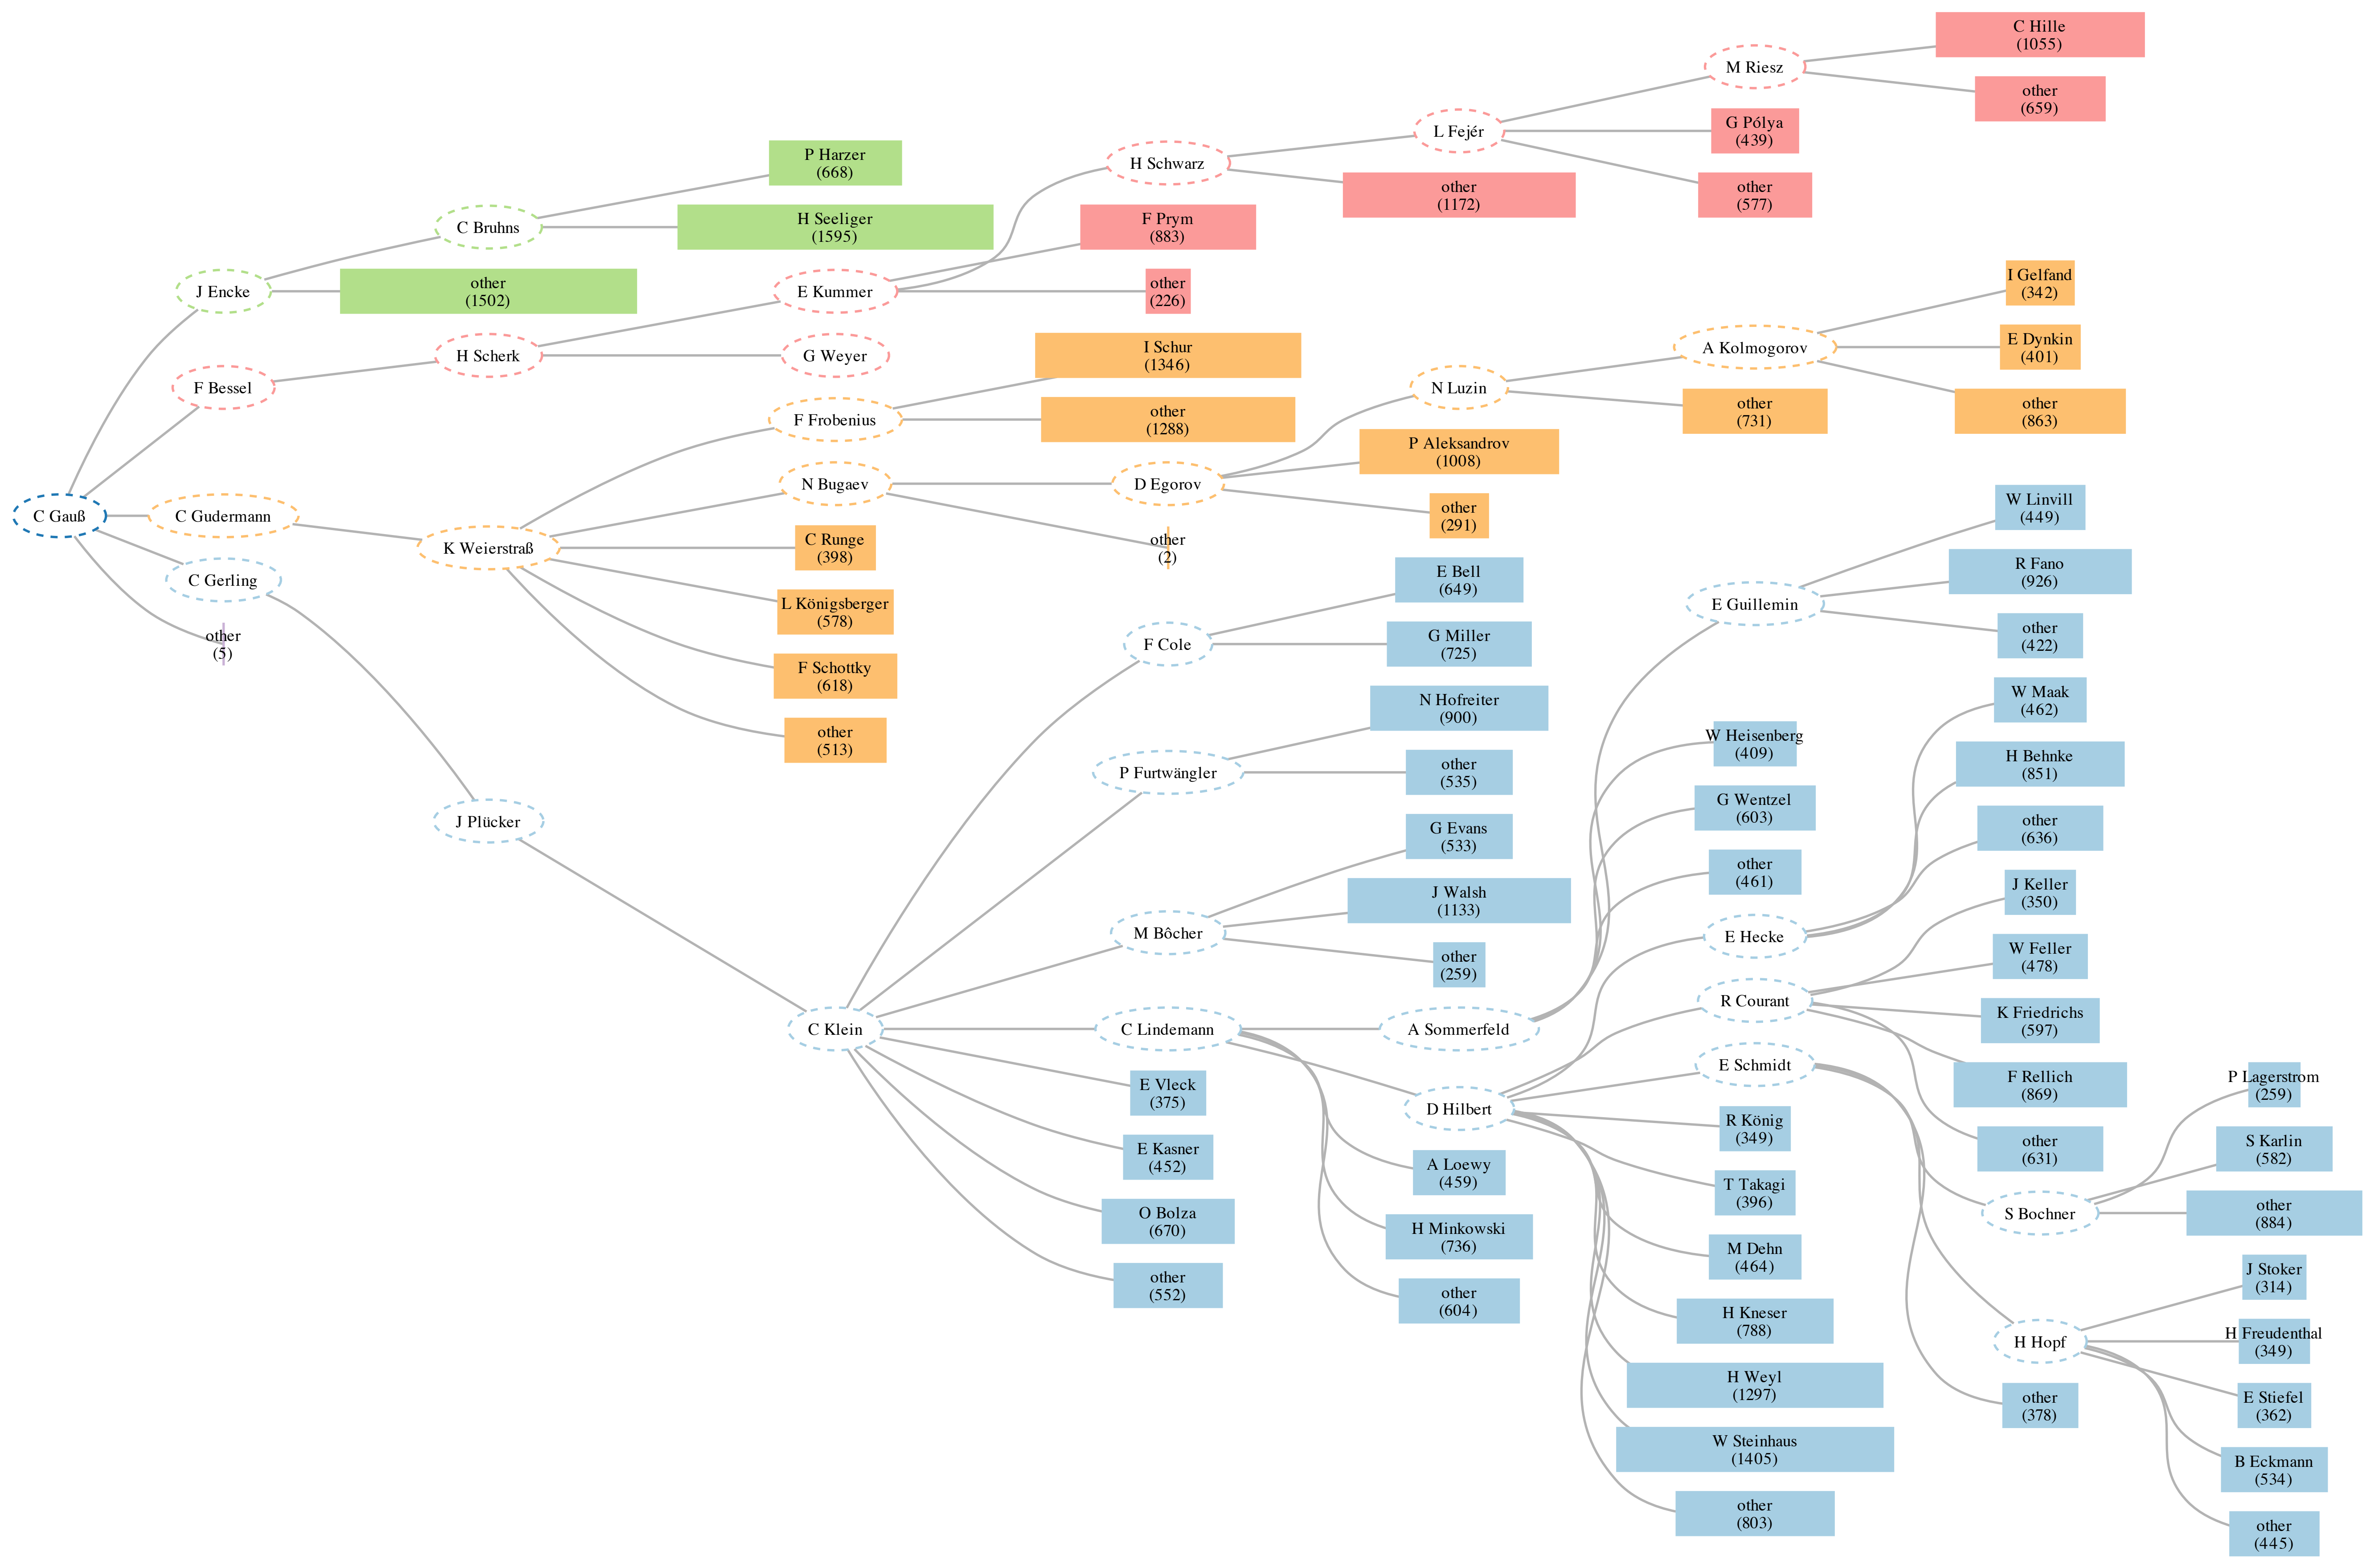 C Gauß
J Encke
F Bessel
C Gudermann
C Gerling
other
(5)
C Bruhns
other
(1502)
H Scherk
K Weierstraß
J Plücker
P Harzer
(668)
H Seeliger
(1595)
E Kummer
G Weyer
F Frobenius
N Bugaev
C Runge
(398)
L Königsberger
(578)
F Schottky
(618)
other
(513)
C Klein
H Schwarz
F Prym
(883)
other
(226)
I Schur
(1346)
other
(1288)
D Egorov
other
(2)
F Cole
P Furtwängler
M Bôcher
C Lindemann
E Vleck
(375)
E Kasner
(452)
O Bolza
(670)
other
(552)
L Fejér
other
(1172)
N Luzin
P Aleksandrov
(1008)
other
(291)
E Bell
(649)
G Miller
(725)
N Hofreiter
(900)
other
(535)
G Evans
(533)
J Walsh
(1133)
other
(259)
A Sommerfeld
D Hilbert
A Loewy
(459)
H Minkowski
(736)
other
(604)
M Riesz
G Pólya
(439)
other
(577)
A Kolmogorov
other
(731)
E Guillemin
W Heisenberg
(409)
G Wentzel
(603)
other
(461)
E Hecke
R Courant
E Schmidt
R König
(349)
T Takagi
(396)
M Dehn
(464)
H Kneser
(788)
H Weyl
(1297)
W Steinhaus
(1405)
other
(803)
C Hille
(1055)
other
(659)
I Gelfand
(342)
E Dynkin
(401)
other
(863)
W Linvill
(449)
R Fano
(926)
other
(422)
W Maak
(462)
H Behnke
(851)
other
(636)
J Keller
(350)
W Feller
(478)
K Friedrichs
(597)
F Rellich
(869)
other
(631)
S Bochner
H Hopf
other
(378)
P Lagerstrom
(259)
S Karlin
(582)
other
(884)
J Stoker
(314)
H Freudenthal
(349)
E Stiefel
(362)
B Eckmann
(534)
other
(445)